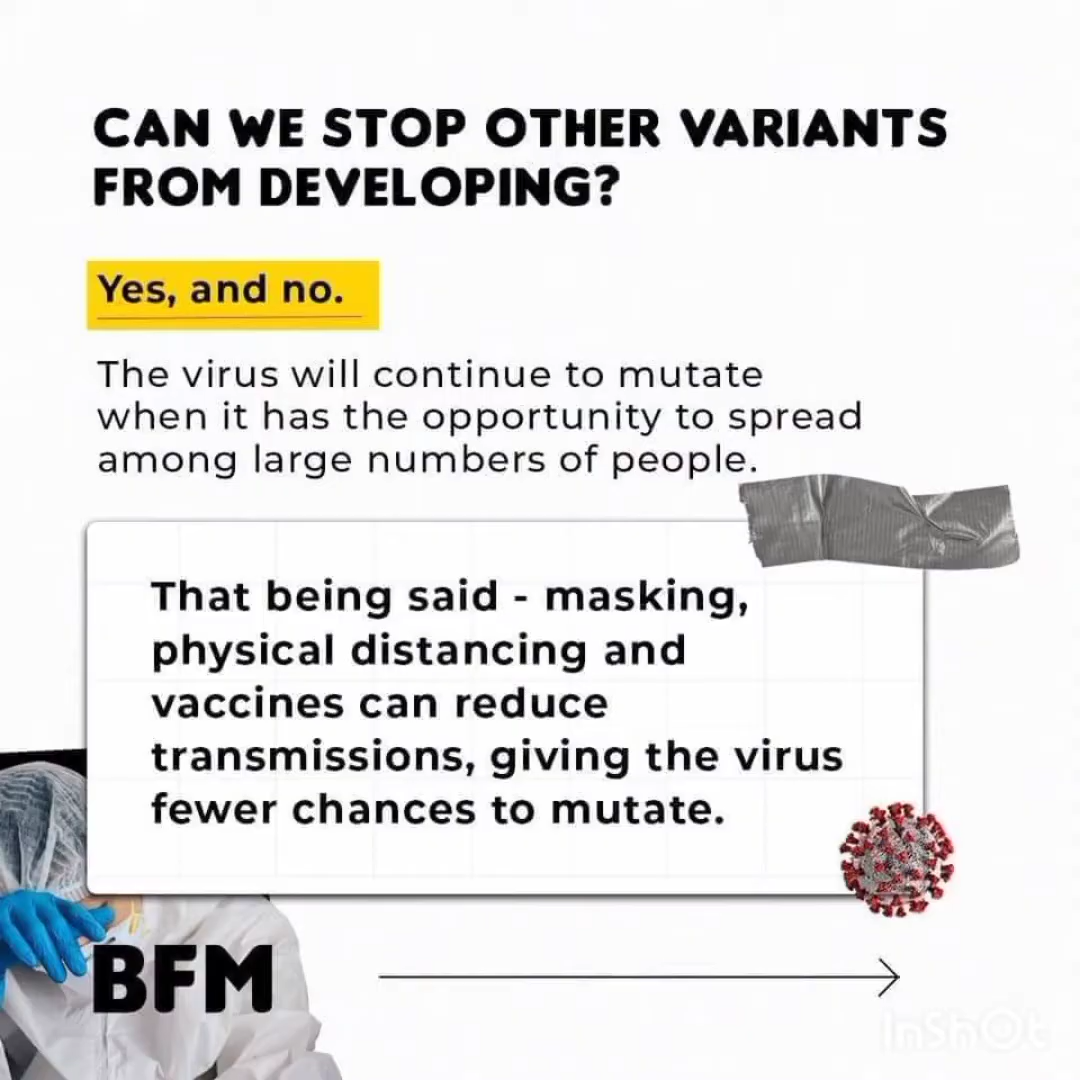 CAN WE STOP OTHER VARIANTS
FROM DEVELOPING?
Yes, and no.
The virus will continue to mutate
when it has the opportunity to spread
among large numbers of people.
That being said - masking,
physical distancing and
vaccines can reduce
transmissions, giving the virus
fewer chances to mutate.
BFM
InShOt